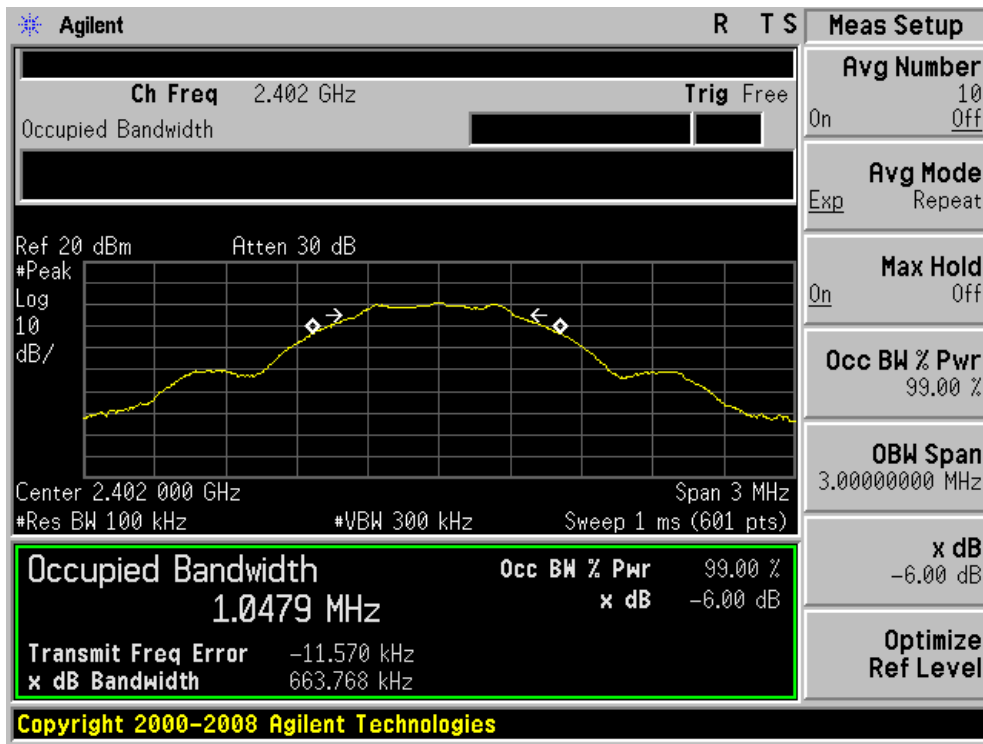 Agilent R T S
Ch Freq 2.402 GHz Trig Free
Occupied Bandwidth
Ref 20 dBm Atten 30 dB
#Peak
Log
10
dB/
Center 2.402 000 GHz Span 3 MHz
#Res BW 100 kHz #VBW 300 kHz Sweep 1 ms (601 pts)
Occupied Bandwidth Occ BW % Pwr 99.00 %
1.0479 MHz x dB -6.00 dB
Transmit Freq Error -11.570 kHz
x dB Bandwidth 663.768 kHz
Copyright 2000-2008 Agilent Technologies
Meas Setup
Avg Number
10
On Off
Avg Mode
Exp Repeat
Max Hold
On Off
Occ BW % Pwr
99.00 %
OBW Span
3.00000000 MHz
x dB
-6.00 dB
Optimize
Ref Level